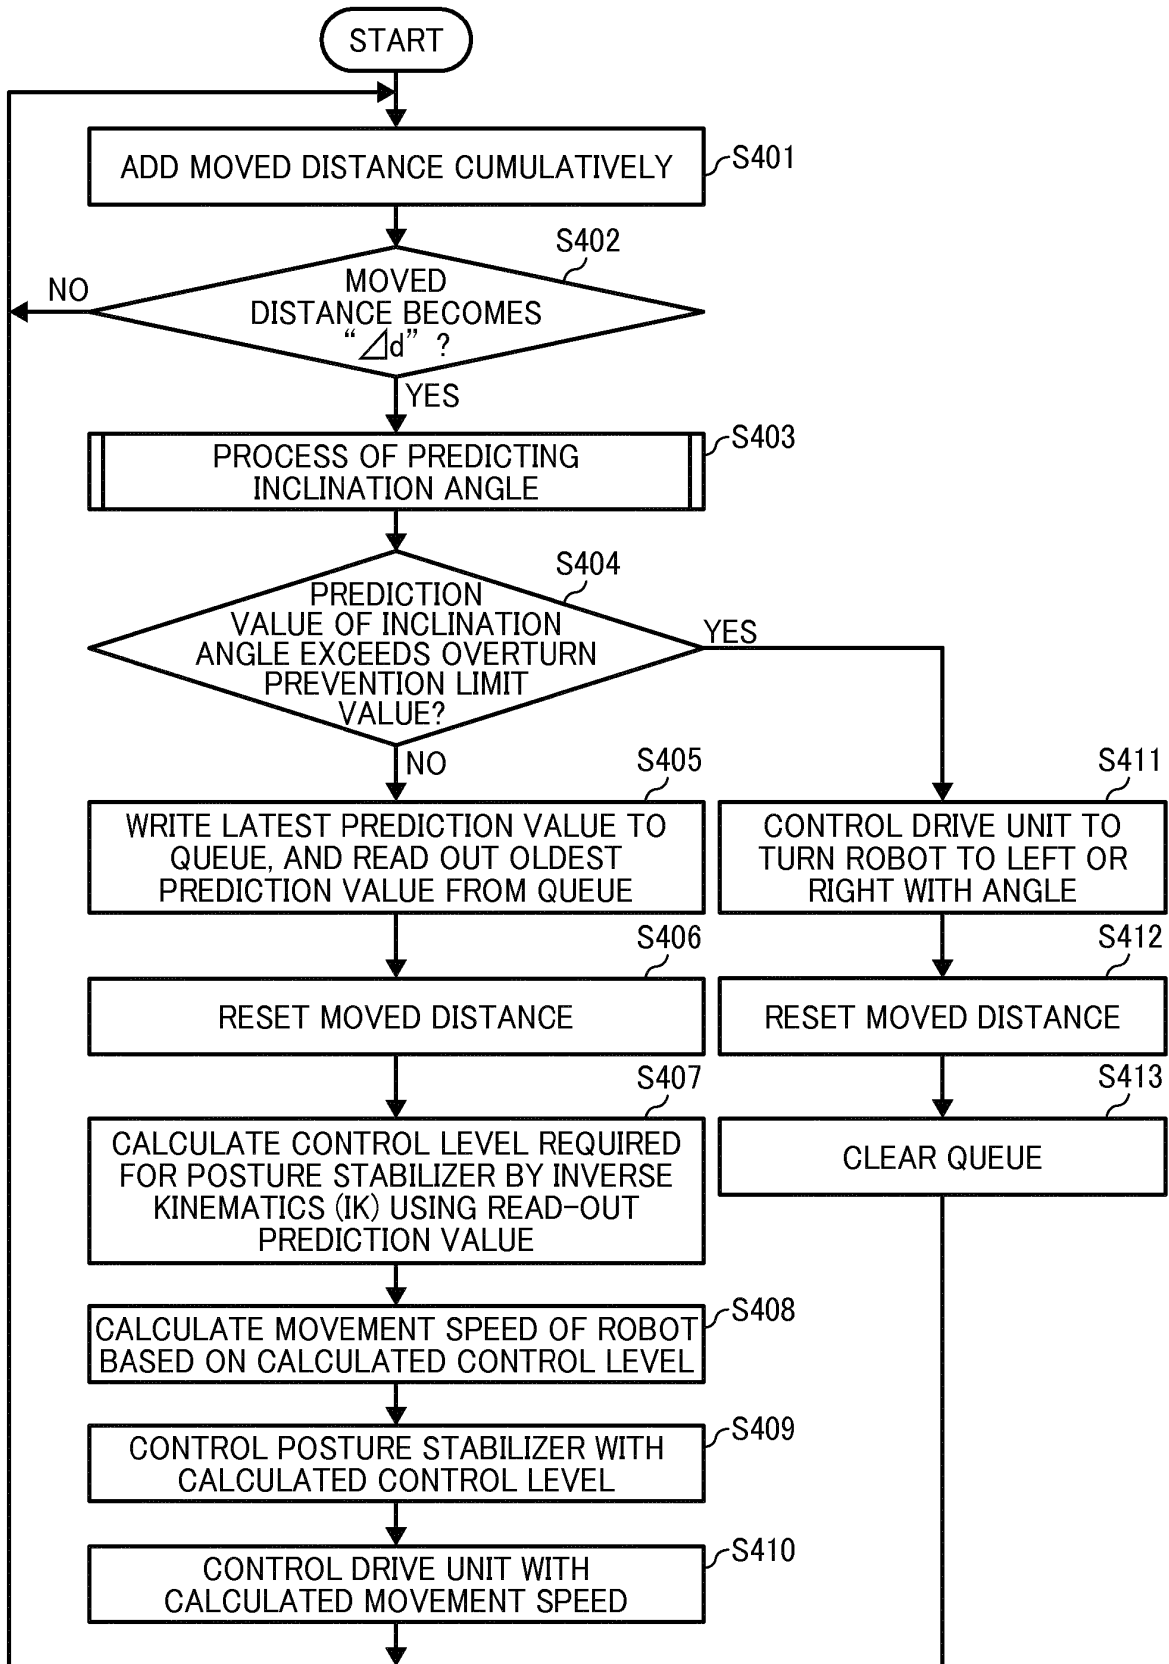 START
ADD MOVED DISTANCE CUMULATIVELY
S401
S402
MOVED
DISTANCE BECOMES
“⊿d” ?
NO
YES
PROCESS OF PREDICTING
INCLINATION ANGLE
S403
S404
PREDICTION
VALUE OF INCLINATION
ANGLE EXCEEDS OVERTURN
PREVENTION LIMIT
VALUE?
YES
NO
S405
WRITE LATEST PREDICTION VALUE TO
QUEUE, AND READ OUT OLDEST
PREDICTION VALUE FROM QUEUE
S411
CONTROL DRIVE UNIT TO
TURN ROBOT TO LEFT OR
RIGHT WITH ANGLE
S406
RESET MOVED DISTANCE
S412
RESET MOVED DISTANCE
S407
CALCULATE CONTROL LEVEL REQUIRED
FOR POSTURE STABILIZER BY INVERSE
KINEMATICS (IK) USING READ-OUT
PREDICTION VALUE
S413
CLEAR QUEUE
CALCULATE MOVEMENT SPEED OF ROBOT
BASED ON CALCULATED CONTROL LEVEL
S408
CONTROL POSTURE STABILIZER WITH
CALCULATED CONTROL LEVEL
S409
CONTROL DRIVE UNIT WITH
CALCULATED MOVEMENT SPEED
S410